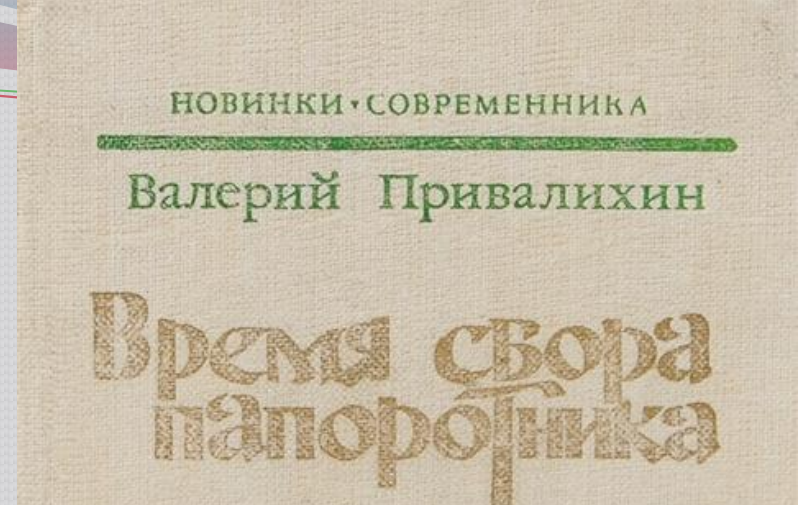 НОВИНКИ•СОВРЕМЕННИКА
Валерий Привалихин
Время сбора
папоротника